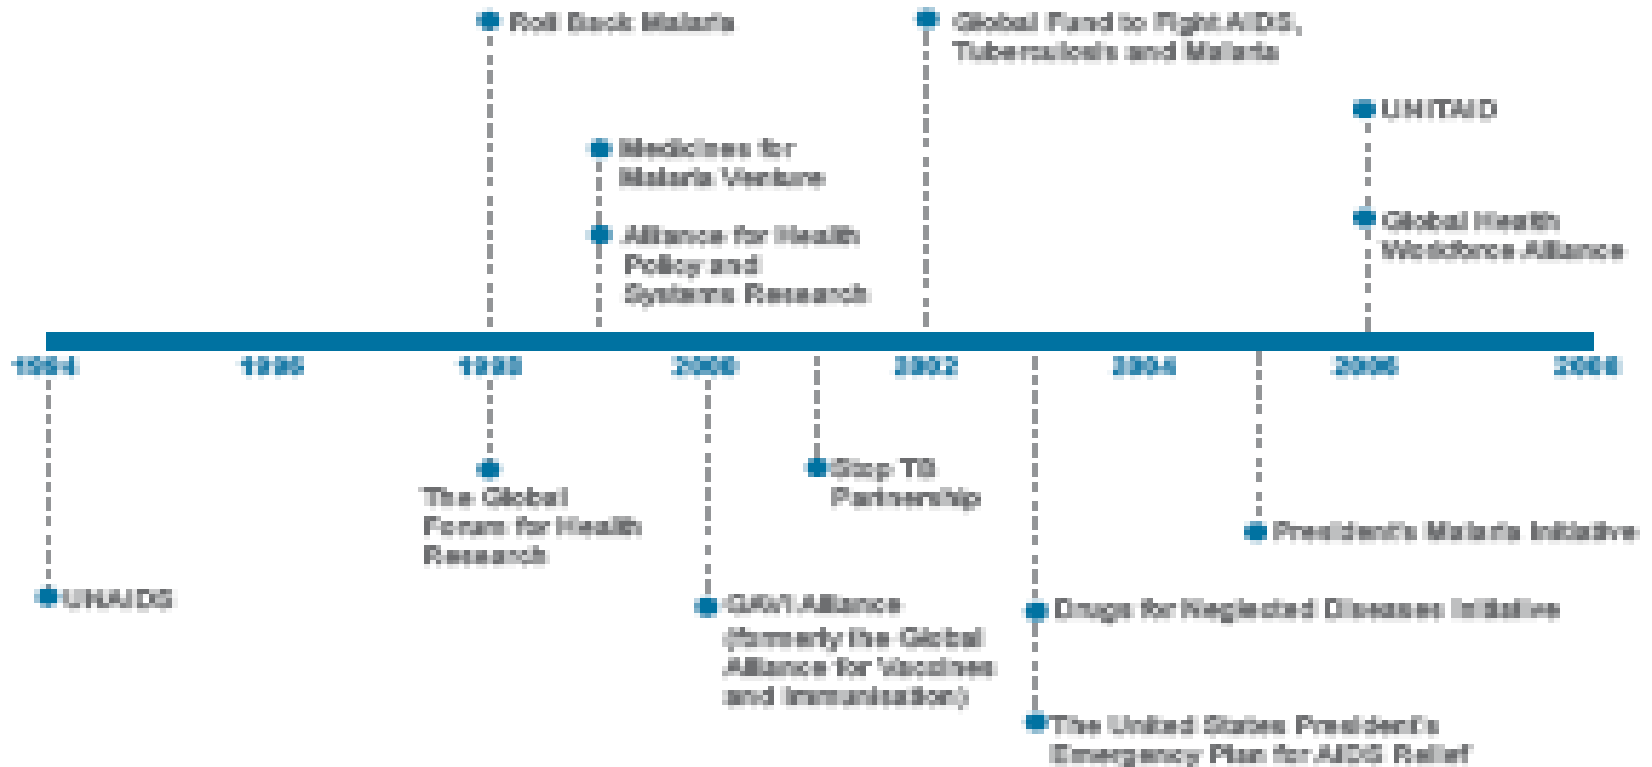 Roll Back Malaria
Global Fund to Fight AIDS,
Tuberculosis and Malaria
UNITAID
Medicines for
Malaria Venture
Global Health
Workforce Alliance
Alliance for Health
Policy and
Systems Research
1994 1996 1998 2000 2002 2004 2006 2008
Stop TB
Partnership
The Global
Forum for Health
Research
President's Malaria Initiative
UNAIDS
GAVI Alliance
(formerly the Global
Alliance for Vaccines
and Immunisation)
Drugs for Neglected Diseases Initiative
The United States President's
Emergency Plan for AIDS Relief